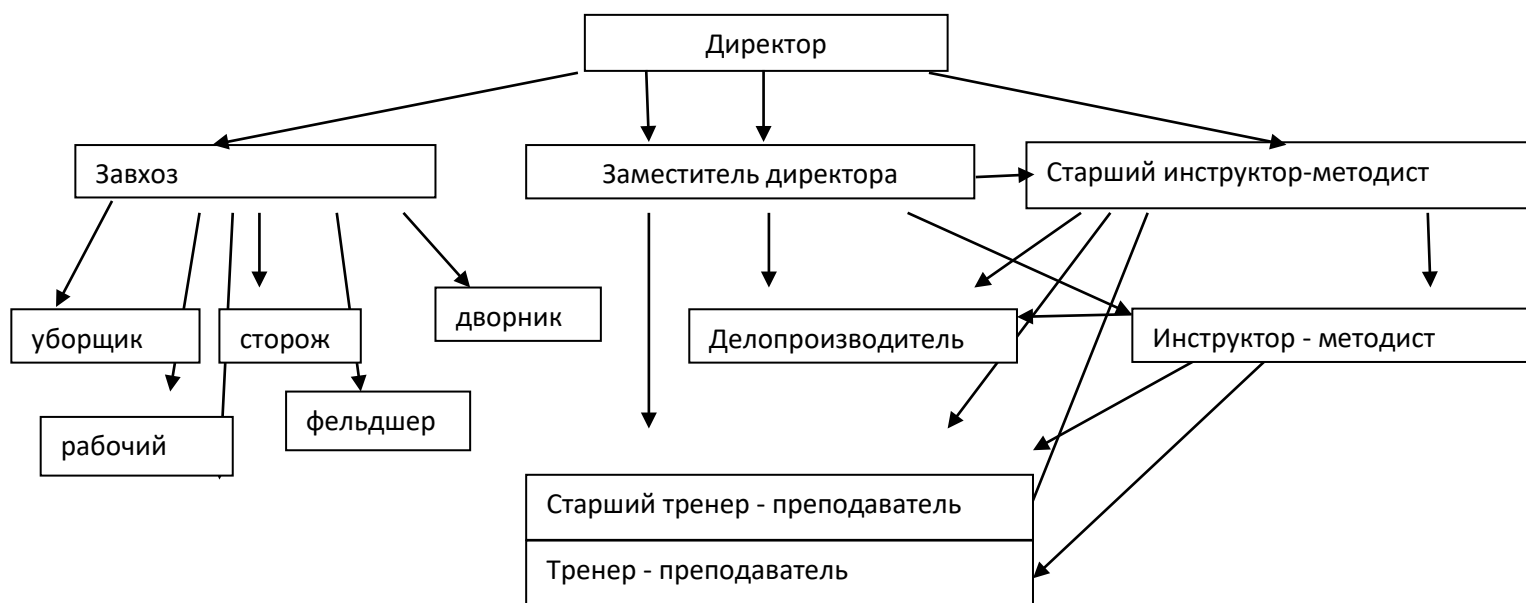 Директор
Завхоз
Заместитель директора
Старший инструктор-методист
уборщик
сторож
дворник
Делопроизводитель
Инструктор - методист
рабочий
фельдшер
Старший тренер - преподаватель
Тренер - преподаватель